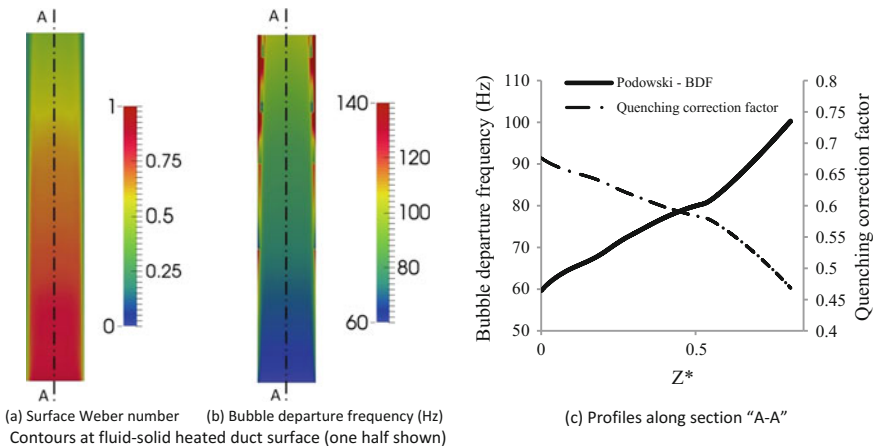 A
A
1
0.75
0.5
0.25
0
A
(a) Surface Weber number
A
140
120
100
80
60
A
(b) Bubble departure frequency (Hz)
Contours at fluid-solid heated duct surface (one half shown)
Bubble departure frequency (Hz)
110
100
90
80
70
60
50
Podowski - BDF
Quenching correction factor
0
0.5
Z*
0.8
0.75
0.7
0.65
0.6
0.55
0.5
0.45
0.4
Quenching correction factor
(c) Profiles along section “A-A”